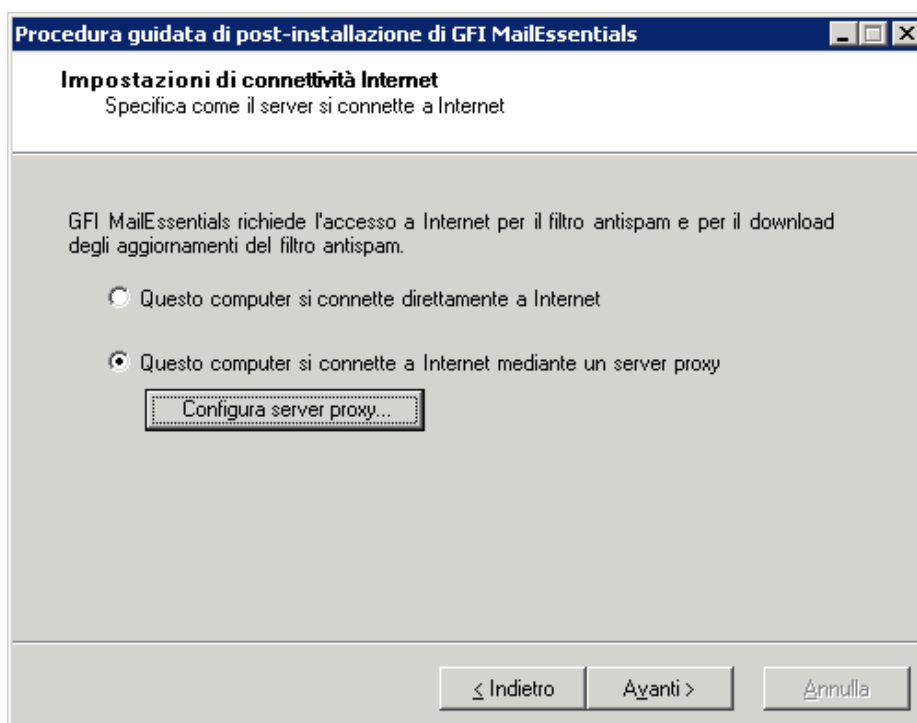 Procedura guidata di post-installazione di GFI MailEssentials
Impostazioni di connettività Internet
Specifica come il server si connette a Internet
GFI MailEssentials richiede l'accesso a Internet per il filtro antispam e per il download
degli aggiornamenti del filtro antispam.
Questo computer si connette direttamente a Internet
Questo computer si connette a Internet mediante un server proxy
Configura server proxy...
< Indietro
Avanti >
Annulla